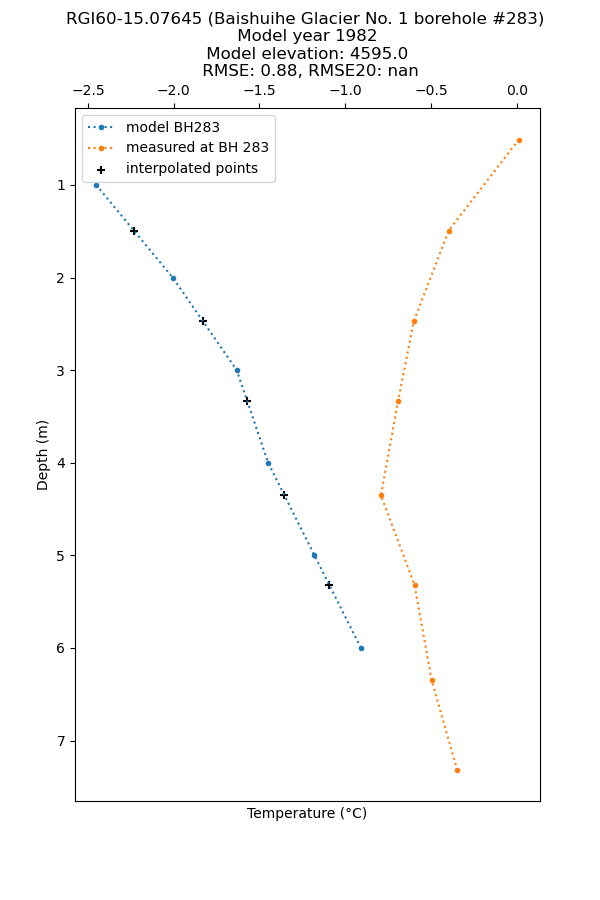 RGI60-15.07645 (Baishuihe Glacier No. 1 borehole #283)
Model year 1982
Model elevation: 4595.0
RMSE: 0.88, RMSE20: nan
−2.5 −2.0 −1.5 −1.0 −0.5 0.0
model BH283
measured at BH 283
interpolated points
1
2
3
4
5
6
7
Depth (m)
Temperature (°C)